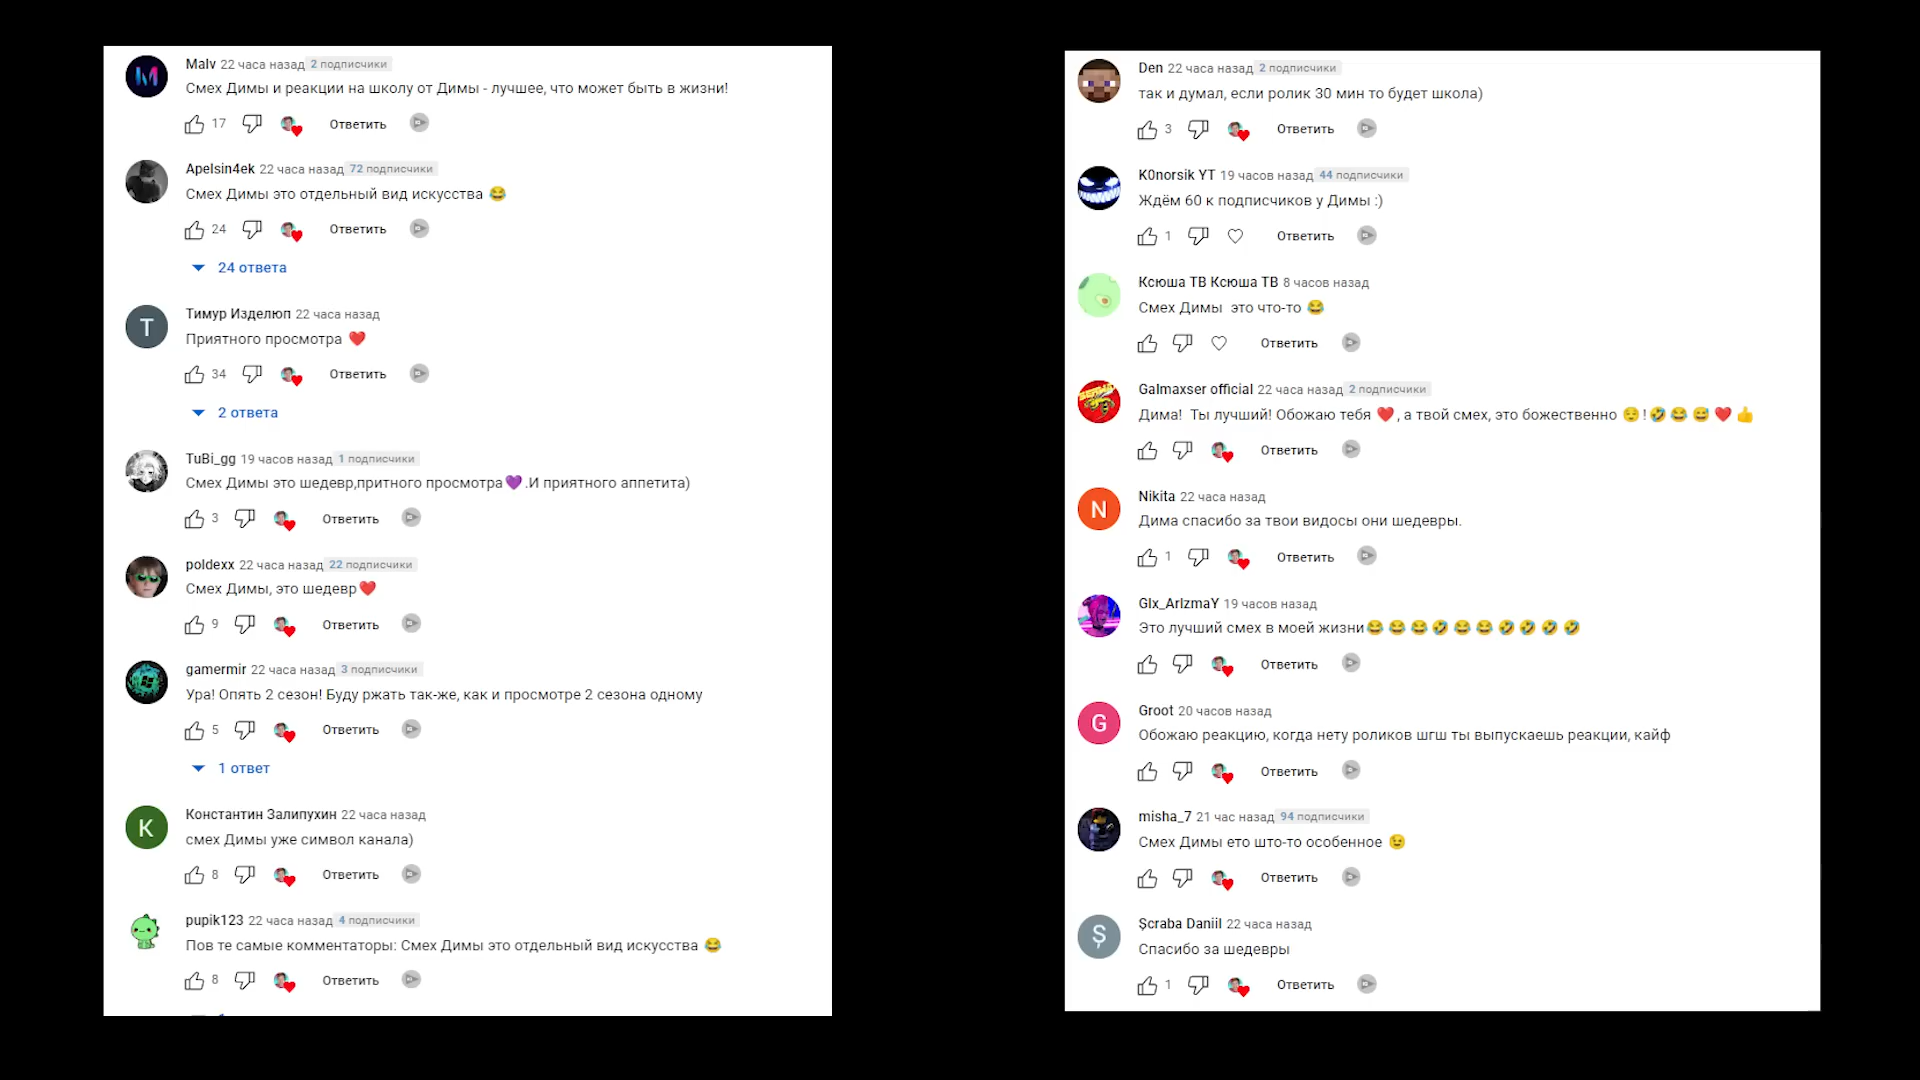 Malv 22 часа назад 2 подписчики
Смех Димы и реакции на школу от Димы - лучшее, что может быть в жизни!
17 Ответить
Apelsin4ek 22 часа назад 72 подписчики
Смех Димы это отдельный вид искусства 😂
24 Ответить
24 ответа
Т
Тимур Изделюп 22 часа назад
Приятного просмотра ❤️
34 Ответить
2 ответа
TuBi_gg 19 часов назад 1 подписчики
Смех Димы это шедевр,притного просмотра💜.И приятного аппетита)
3 Ответить
poldexx 22 часа назад 22 подписчики
Смех Димы, это шедевр❤️
9 Ответить
gamermir 22 часа назад 3 подписчики
Ура! Опять 2 сезон! Буду ржать так-же, как и просмотре 2 сезона одному
5 Ответить
1 ответ
К
Константин Залипухин 22 часа назад
смех Димы уже символ канала)
8 Ответить
pupik123 22 часа назад 4 подписчики
Пов те самые комментаторы: Смех Димы это отдельный вид искусства 😂
8 Ответить
Den 22 часа назад 2 подписчики
так и думал, если ролик 30 мин то будет школа)
3 Ответить
K0norsik YT 19 часов назад 44 подписчики
Ждём 60 к подписчиков у Димы :)
1 Ответить
Ксюша ТВ Ксюша ТВ 8 часов назад
Смех Димы  это что-то 😂
Ответить
Galmaxser official 22 часа назад 2 подписчики
Дима!  Ты лучший! Обожаю тебя ❤️, а твой смех, это божественно 😌!🤣😂😅❤️👍
Ответить
N
Nikita 22 часа назад
Дима спасибо за твои видосы они шедевры.
1 Ответить
Glx_ArlzmaY 19 часов назад
Это лучший смех в моей жизни😂😂😂🤣😂😂🤣🤣🤣🤣
Ответить
G
Groot 20 часов назад
Обожаю реакцию, когда нету роликов шгш ты выпускаешь реакции, кайф
Ответить
misha_7 21 час назад 94 подписчики
Смех Димы ето што-то особенное 😉
Ответить
Ș
Șcraba Daniil 22 часа назад
Спасибо за шедевры
1 Ответить